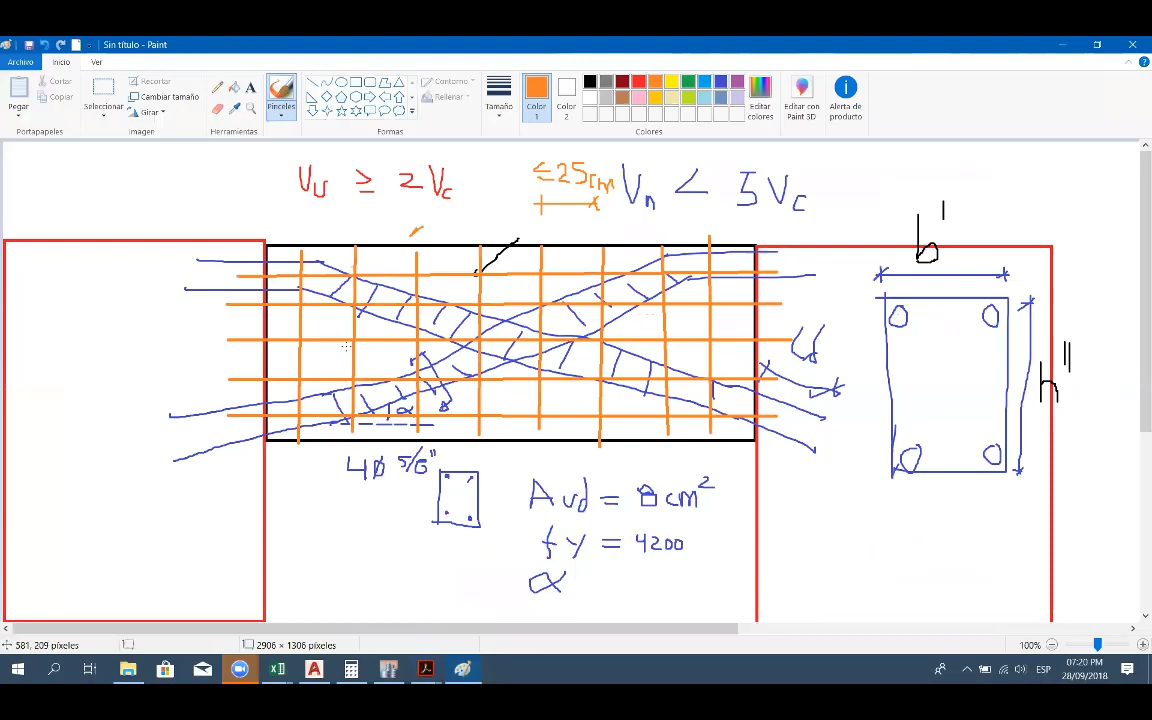 Sin título - Paint
Archivo Inicio Ver
Pegar Cortar Copiar
Portapapeles
Seleccionar Recortar Cambiar tamaño Girar
Imagen
Herramientas
Pinceles
Contorno Rellenar
Formas
Tamaño
Color 1
Color 2
Editar colores
Colores
Editar con Paint 3D
Alerta de producto
Vu ≥ 2Vc
≤25cm
Vn < 5Vc
b'
h''
α
4Ø 5/8"
Avd = 8 cm²
fy = 4200
α
581, 209 píxeles
2906 × 1306 píxeles
100%
ESP
07:20 PM
28/09/2018